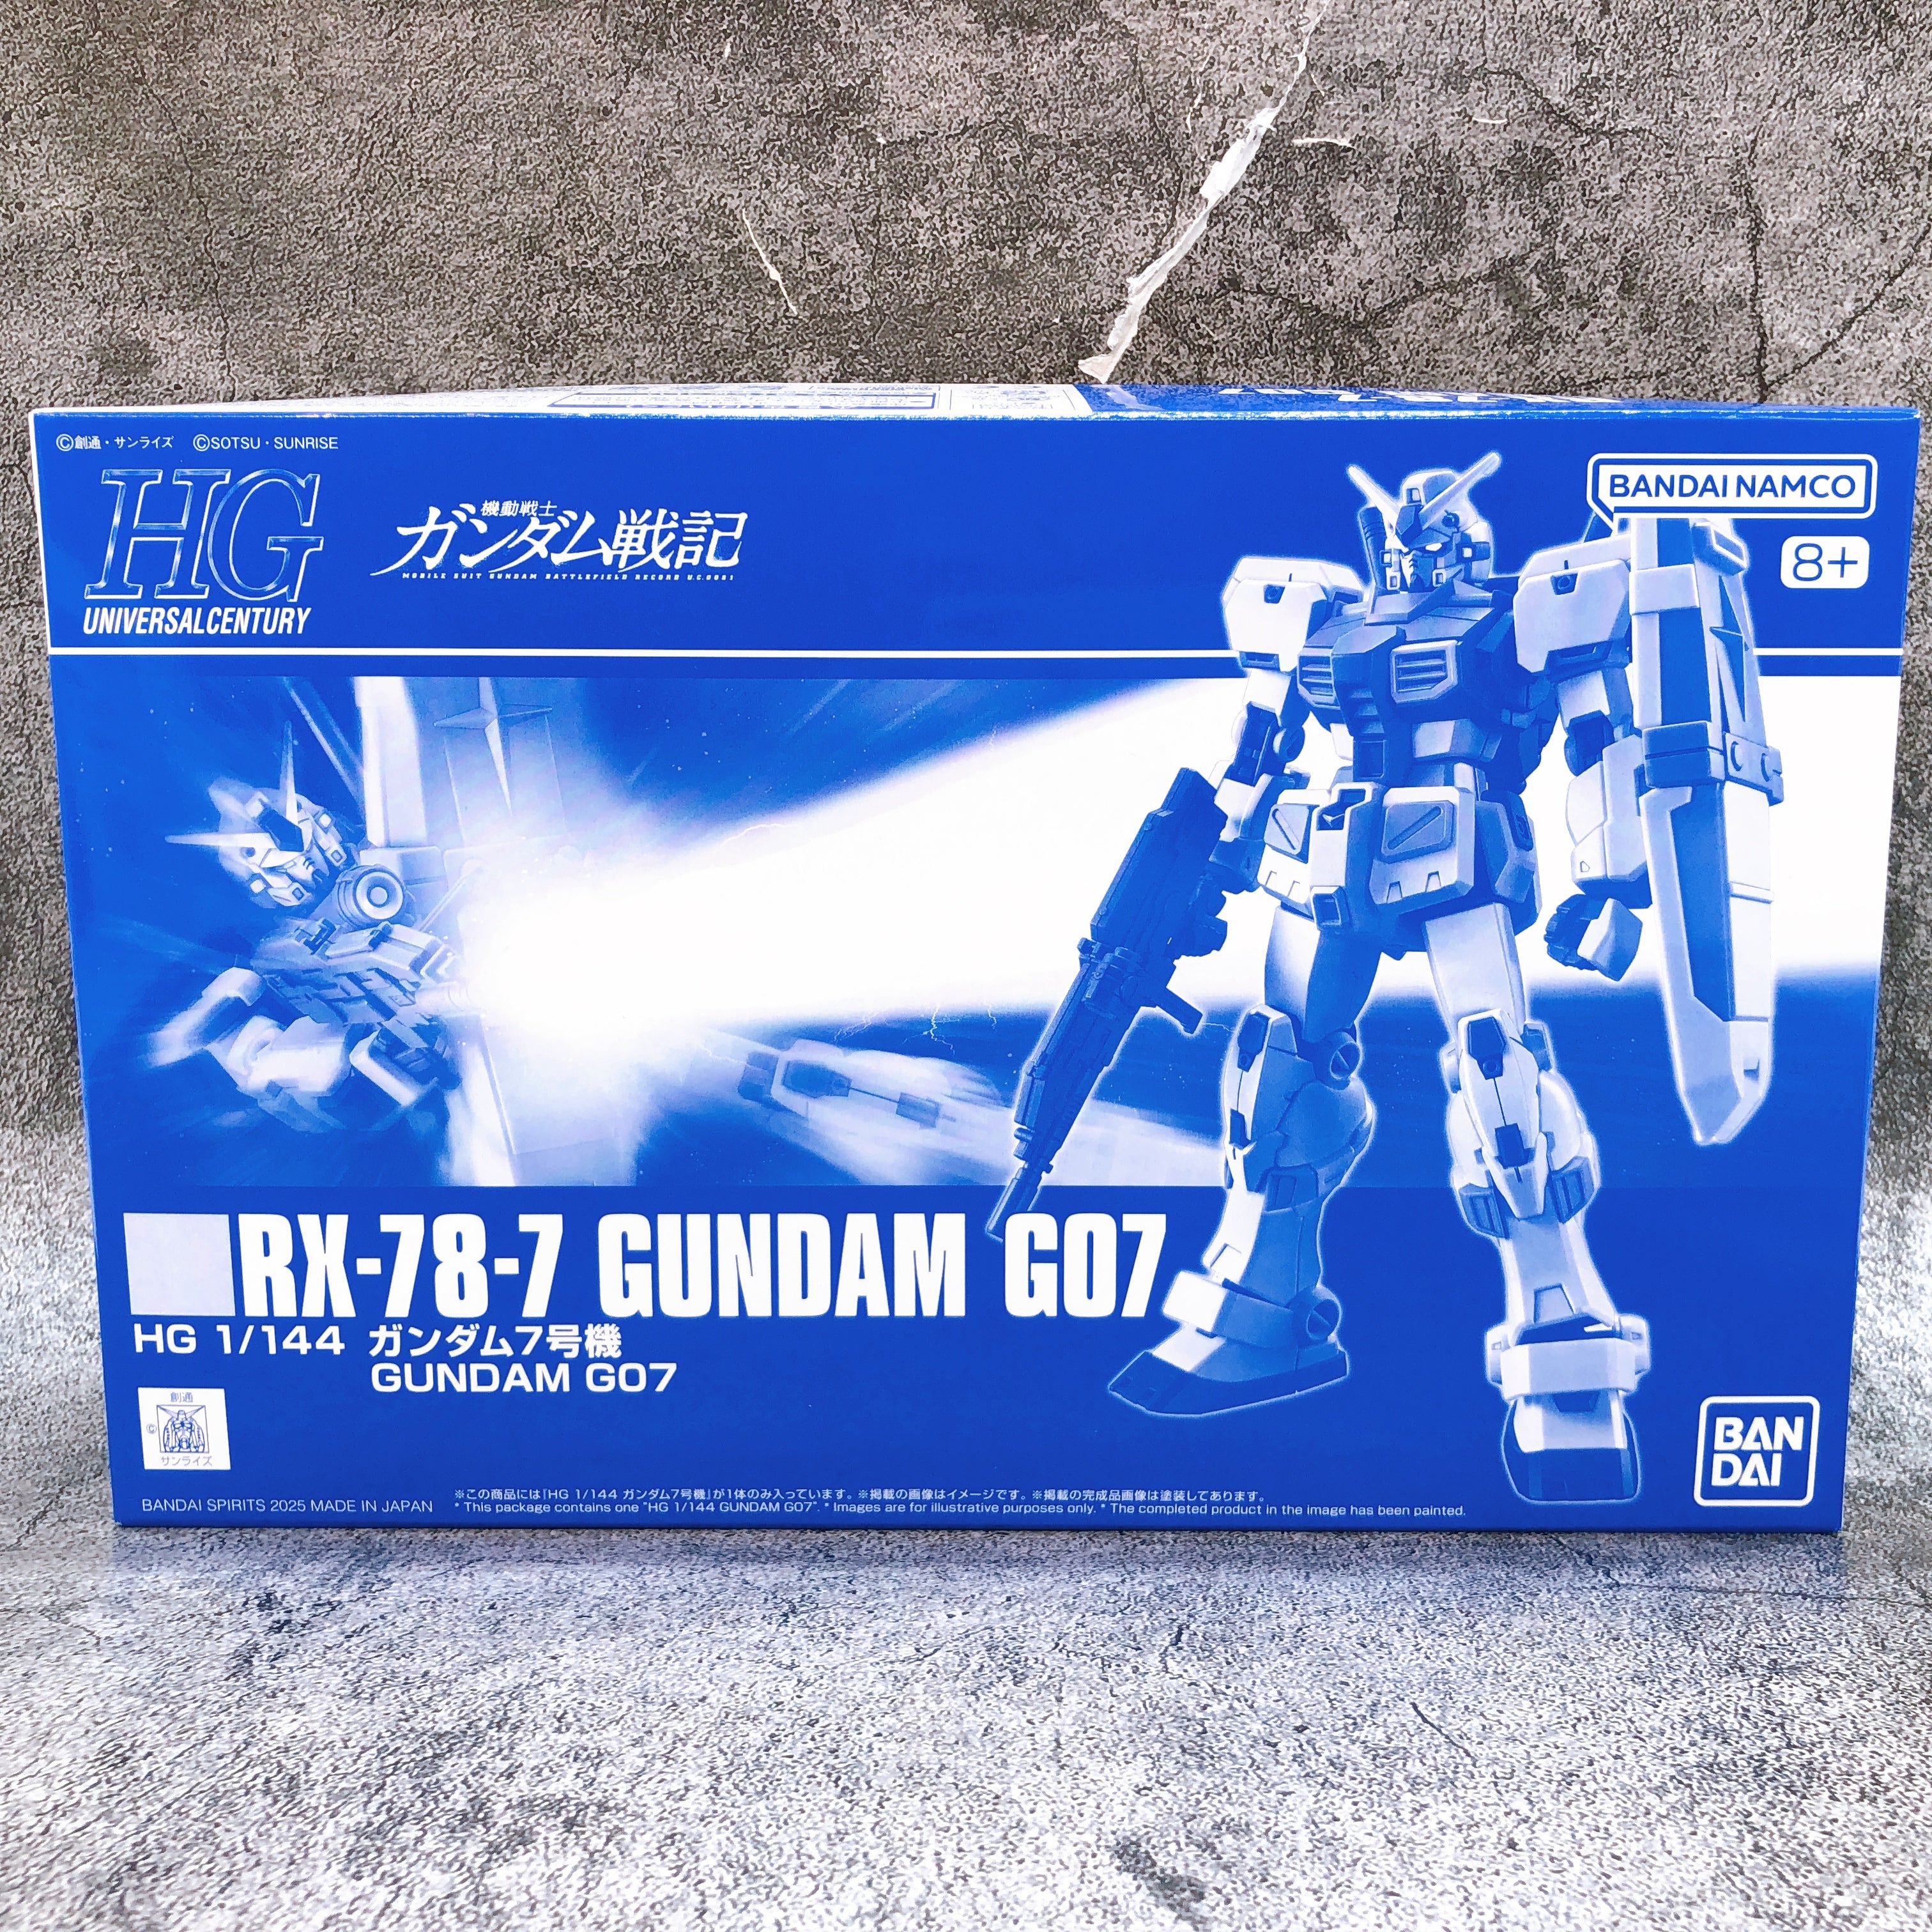 ©創通・サンライズ ©SOTSU・SUNRISE
HG
UNIVERSALCENTURY
機動戦士
ガンダム戦記
MOBILE SUIT GUNDAM BATTLEFIELD RECORD U.C.0081
BANDAI NAMCO
8+
RX-78-7 GUNDAM G07
HG 1/144 ガンダム7号機
GUNDAM G07
創通
©
サンライズ
BAN
DAI
BANDAI SPIRITS 2025 MADE IN JAPAN
※この商品には「HG 1/144 ガンダム7号機」が1体のみ入っています。※掲載の画像はイメージです。※掲載の完成品画像は塗装してあります。
* This package contains one "HG 1/144 GUNDAM G07". * Images are for illustrative purposes only. * The completed product in the image has been painted.